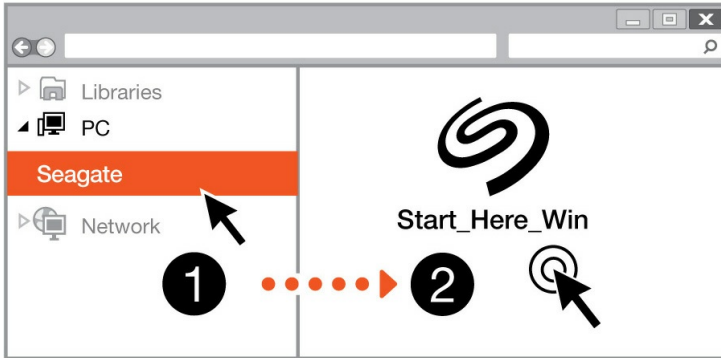 Libraries
PC
Seagate
Network
Start_Here_Win
1
2